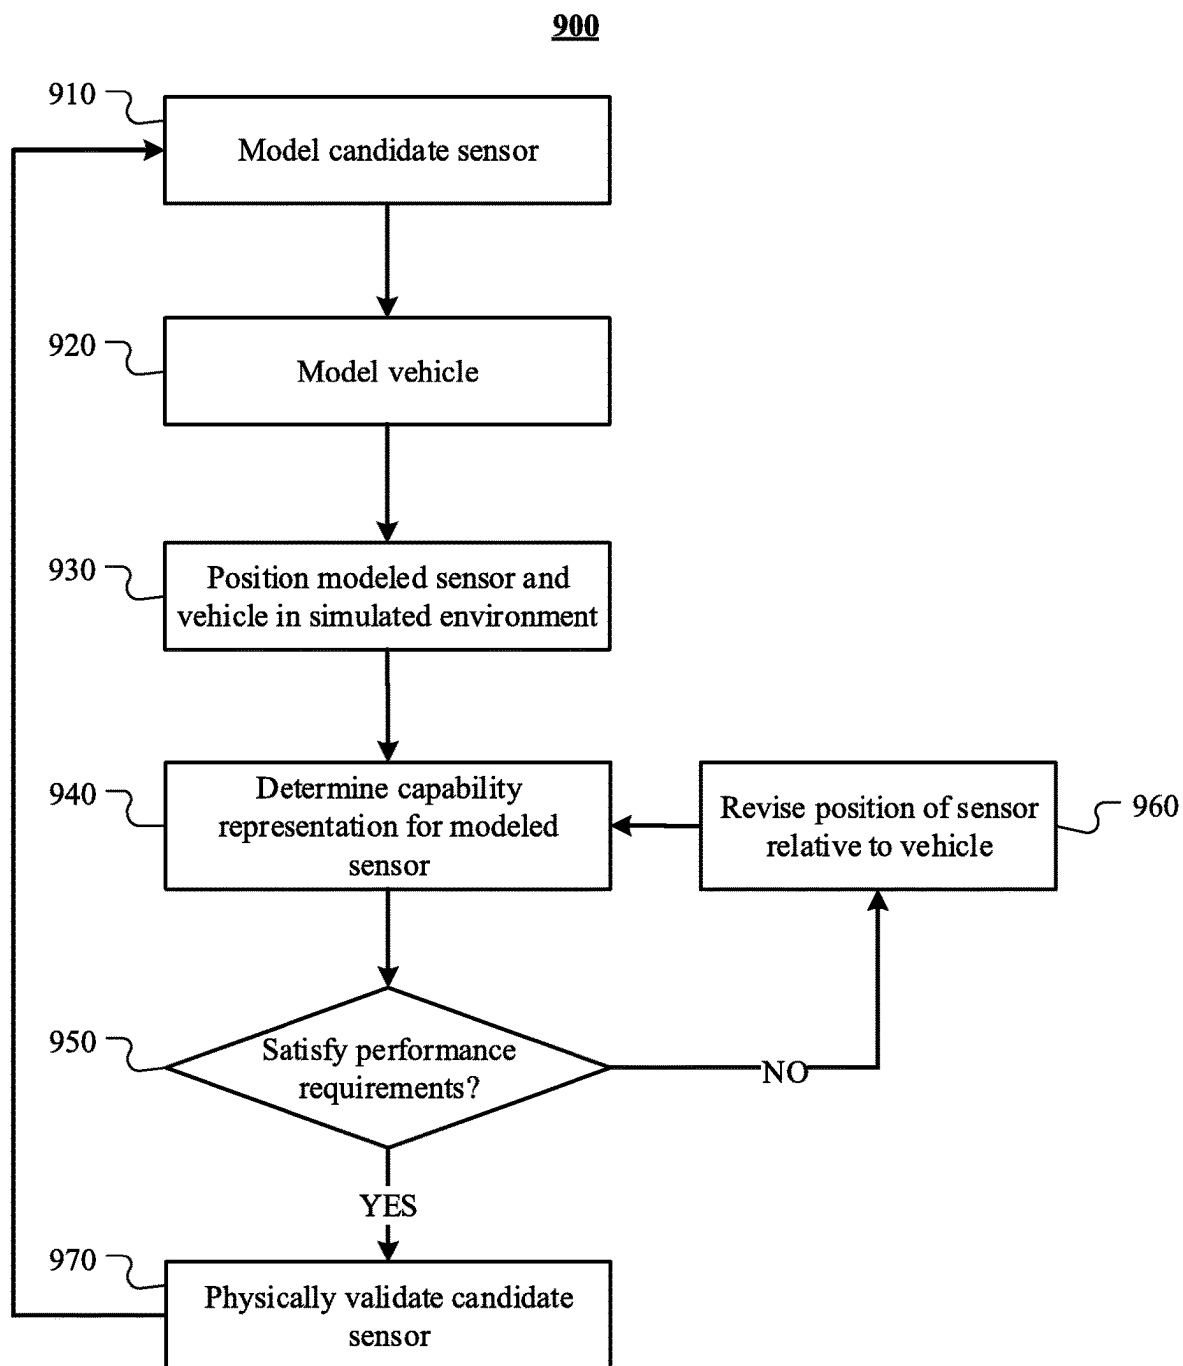 900
910
Model candidate sensor
920
Model vehicle
930
Position modeled sensor and
vehicle in simulated environment
940
Determine capability
representation for modeled
sensor
Revise position of sensor
relative to vehicle
960
950
Satisfy performance
requirements?
NO
YES
970
Physically validate candidate
sensor